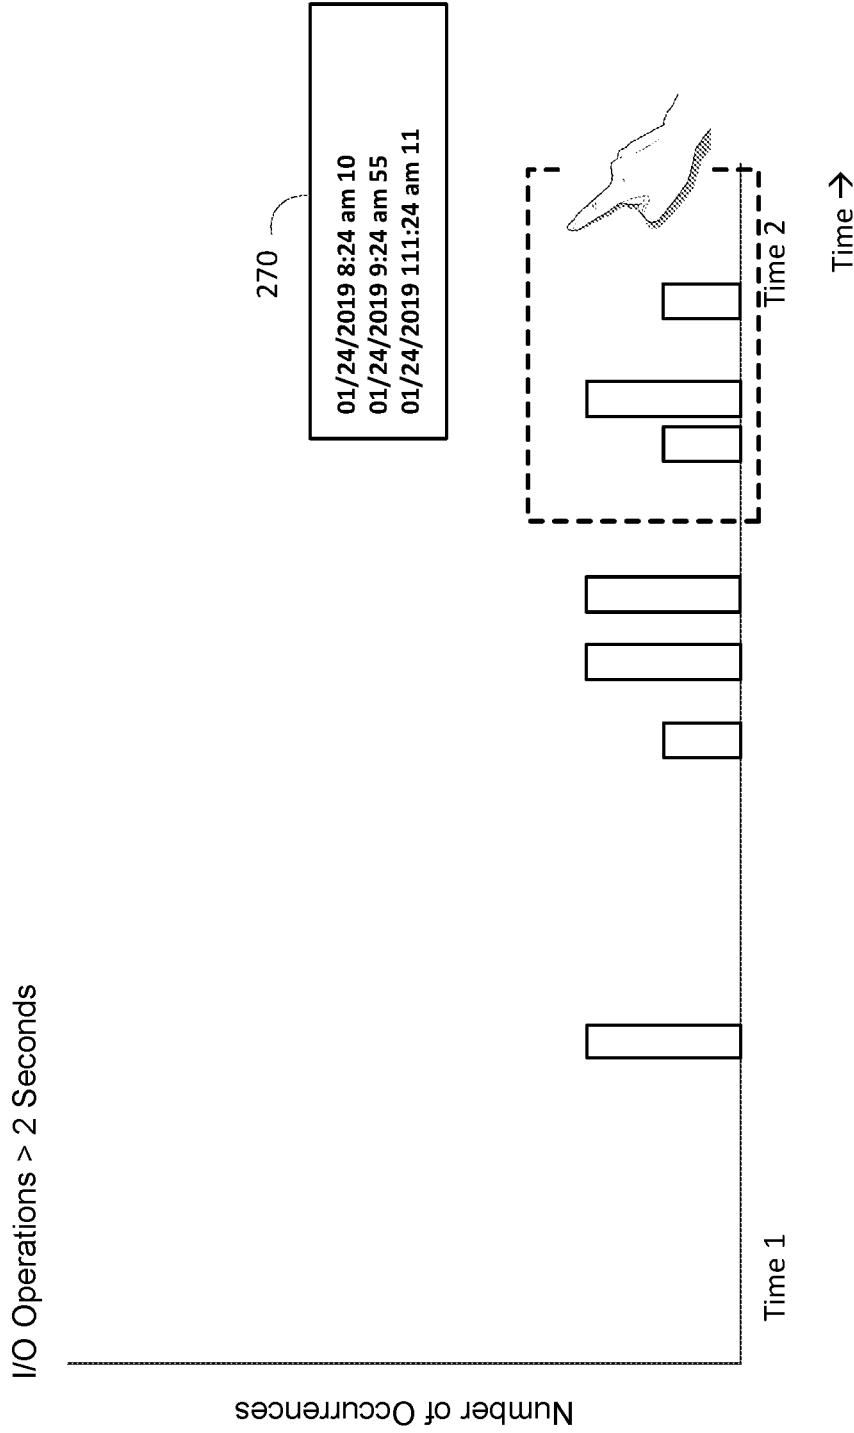 I/O Operations > 2 Seconds
270
01/24/2019 8:24 am 10
01/24/2019 9:24 am 55
01/24/2019 111:24 am 11
Number of Occurrences
Time 1
Time 2
Time →